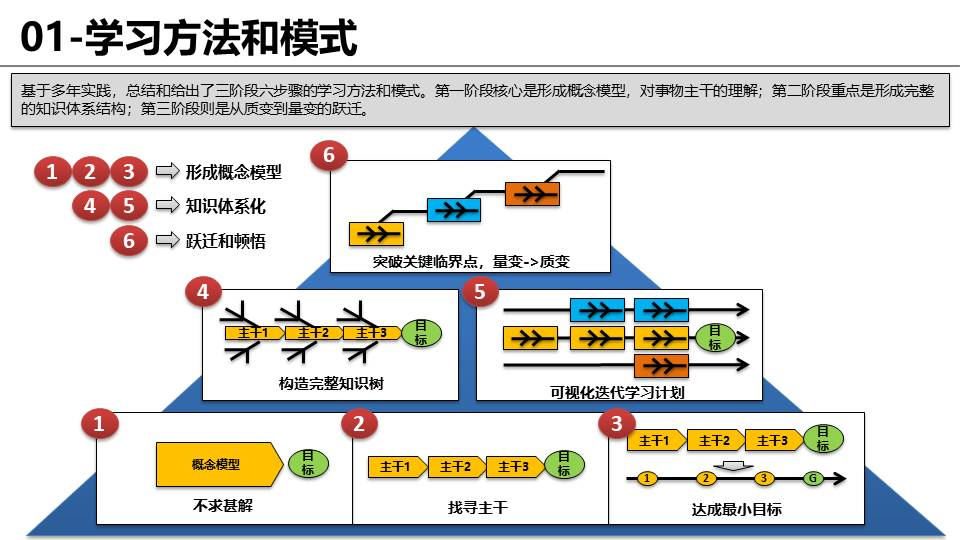 01-学习方法和模式
基于多年实践，总结和给出了三阶段六步骤的学习方法和模式。第一阶段核心是形成概念模型，对事物主干的理解；第二阶段重点是形成完整
的知识体系结构；第三阶段则是从质变到量变的跃迁。
1 2 3 形成概念模型
4 5 知识体系化
6 跃迁和顿悟
6
突破关键临界点，量变->质变
4
主干1 主干2 主干3 目
标
构造完整知识树
5
目
标
可视化迭代学习计划
1
概念模型
目
标
不求甚解
2
主干1 主干2 主干3 目
标
找寻主干
3
主干1 主干2 主干3 目
标
1 2 3 G
达成最小目标